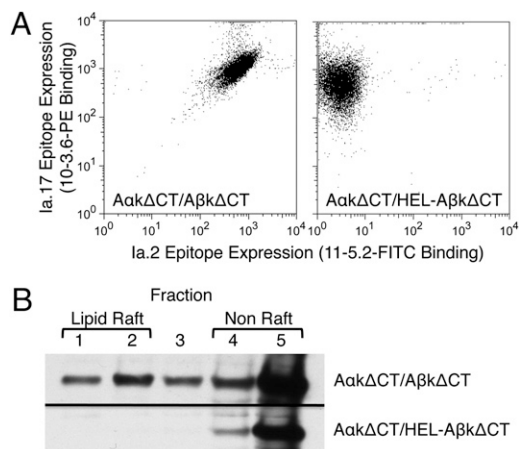 A
Ia.17 Epitope Expression
(10-3.6-PE Binding)
10⁴
10³
10²
10¹
10⁰
AαkΔCT/AβkΔCT
AαkΔCT/HEL-AβkΔCT
10⁰ 10¹ 10² 10³ 10⁴
10⁰ 10¹ 10² 10³ 10⁴
Ia.2 Epitope Expression (11-5.2-FITC Binding)
B
Fraction
Lipid Raft Non Raft
1 2 3 4 5
AαkΔCT/AβkΔCT
AαkΔCT/HEL-AβkΔCT